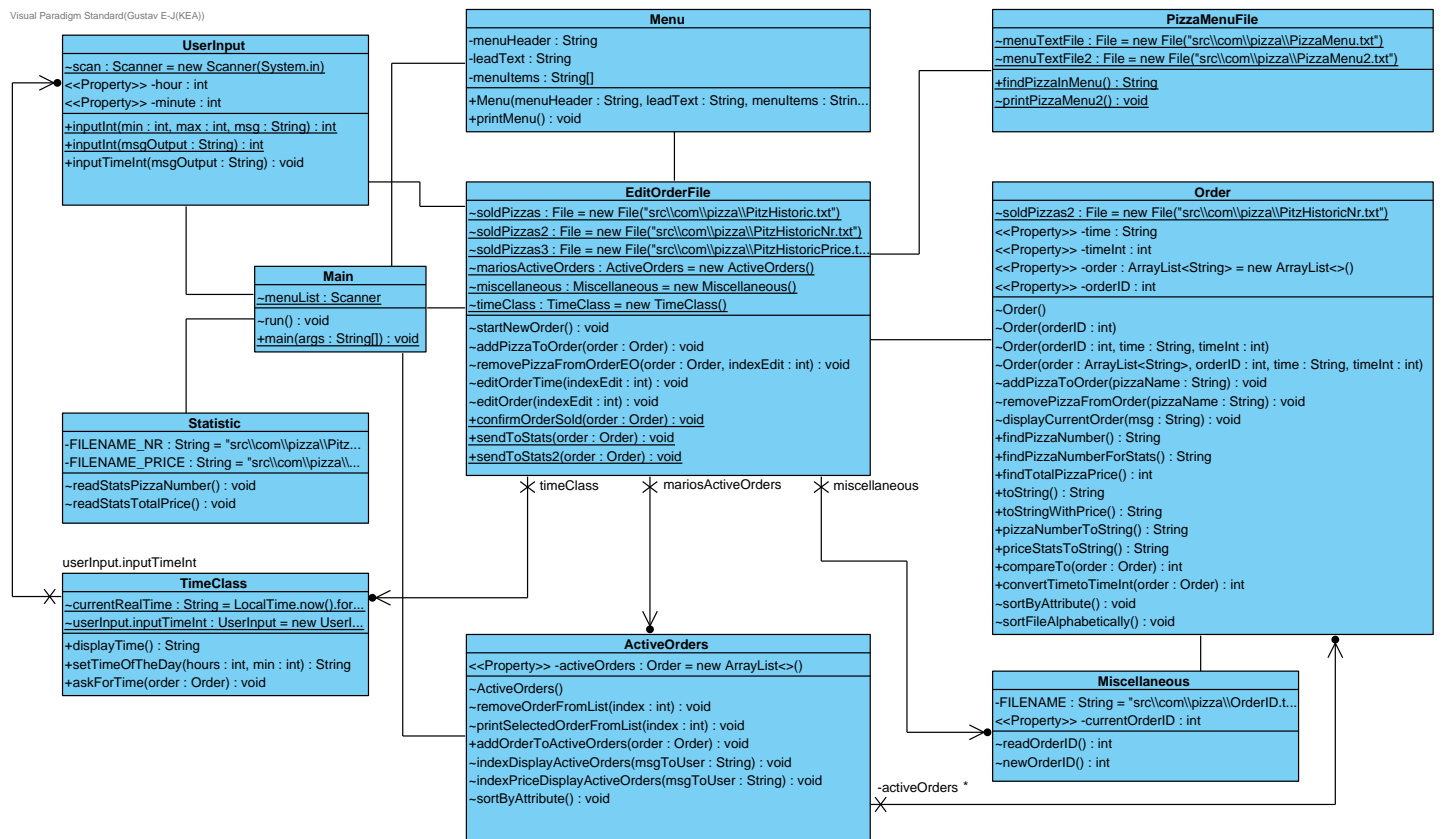 Visual Paradigm Standard(Gustav E-J(KEA))
UserInput
~scan : Scanner = new Scanner(System.in)
<<Property>> -hour : int
<<Property>> -minute : int
+inputInt(min : int, max : int, msg : String) : int
+inputInt(msgOutput : String) : int
+inputTimeInt(msgOutput : String) : void
Menu
-menuHeader : String
-leadText : String
-menuItems : String[]
+Menu(menuHeader : String, leadText : String, menuItems : Strin...
+printMenu() : void
PizzaMenuFile
~menuTextFile : File = new File("src\\com\\pizza\\PizzaMenu.txt")
~menuTextFile2 : File = new File("src\\com\\pizza\\PizzaMenu2.txt")
+findPizzaInMenu() : String
~printPizzaMenu2() : void
EditOrderFile
~soldPizzas : File = new File("src\\com\\pizza\\PitzHistoric.txt")
~soldPizzas2 : File = new File("src\\com\\pizza\\PitzHistoricNr.txt")
~soldPizzas3 : File = new File("src\\com\\pizza\\PitzHistoricPrice.t...
~mariosActiveOrders : ActiveOrders = new ActiveOrders()
~miscellaneous : Miscellaneous = new Miscellaneous()
~timeClass : TimeClass = new TimeClass()
~startNewOrder() : void
~addPizzaToOrder(order : Order) : void
~removePizzaFromOrderEO(order : Order, indexEdit : int) : void
~editOrderTime(indexEdit : int) : void
~editOrder(indexEdit : int) : void
+confirmOrderSold(order : Order) : void
+sendToStats(order : Order) : void
+sendToStats2(order : Order) : void
Order
~soldPizzas2 : File = new File("src\\com\\pizza\\PitzHistoricNr.txt")
<<Property>> -time : String
<<Property>> -timeInt : int
<<Property>> -order : ArrayList<String> = new ArrayList<>()
<<Property>> -orderID : int
~Order()
~Order(orderID : int)
~Order(orderID : int, time : String, timeInt : int)
~Order(order : ArrayList<String>, orderID : int, time : String, timeInt : int)
~addPizzaToOrder(pizzaName : String) : void
~removePizzaFromOrder(pizzaName : String) : void
~displayCurrentOrder(msg : String) : void
+findPizzaNumber() : String
+findPizzaNumberForStats() : String
+findTotalPizzaPrice() : int
+toString() : String
+toStringWithPrice() : String
+pizzaNumberToString() : String
+priceStatsToString() : String
+compareTo(order : Order) : int
+convertTimetoTimeInt(order : Order) : int
~sortByAttribute() : void
~sortFileAlphabetically() : void
Main
~menuList : Scanner
~run() : void
+main(args : String[]) : void
Statistic
-FILENAME_NR : String = "src\\com\\pizza\\Pitz...
-FILENAME_PRICE : String = "src\\com\\pizza\\...
~readStatsPizzaNumber() : void
~readStatsTotalPrice() : void
timeClass
mariosActiveOrders
miscellaneous
userInput.inputTimeInt
TimeClass
~currentRealTime : String = LocalTime.now().for...
~userInput.inputTimeInt : UserInput = new UserI...
+displayTime() : String
+setTimeOfTheDay(hours : int, min : int) : String
+askForTime(order : Order) : void
ActiveOrders
<<Property>> -activeOrders : Order = new ArrayList<>()
~ActiveOrders()
~removeOrderFromList(index : int) : void
~printSelectedOrderFromList(index : int) : void
+addOrderToActiveOrders(order : Order) : void
~indexDisplayActiveOrders(msgToUser : String) : void
~indexPriceDisplayActiveOrders(msgToUser : String) : void
~sortByAttribute() : void
Miscellaneous
-FILENAME : String = "src\\com\\pizza\\OrderID.t...
<<Property>> -currentOrderID : int
~readOrderID() : int
~newOrderID() : int
-activeOrders *